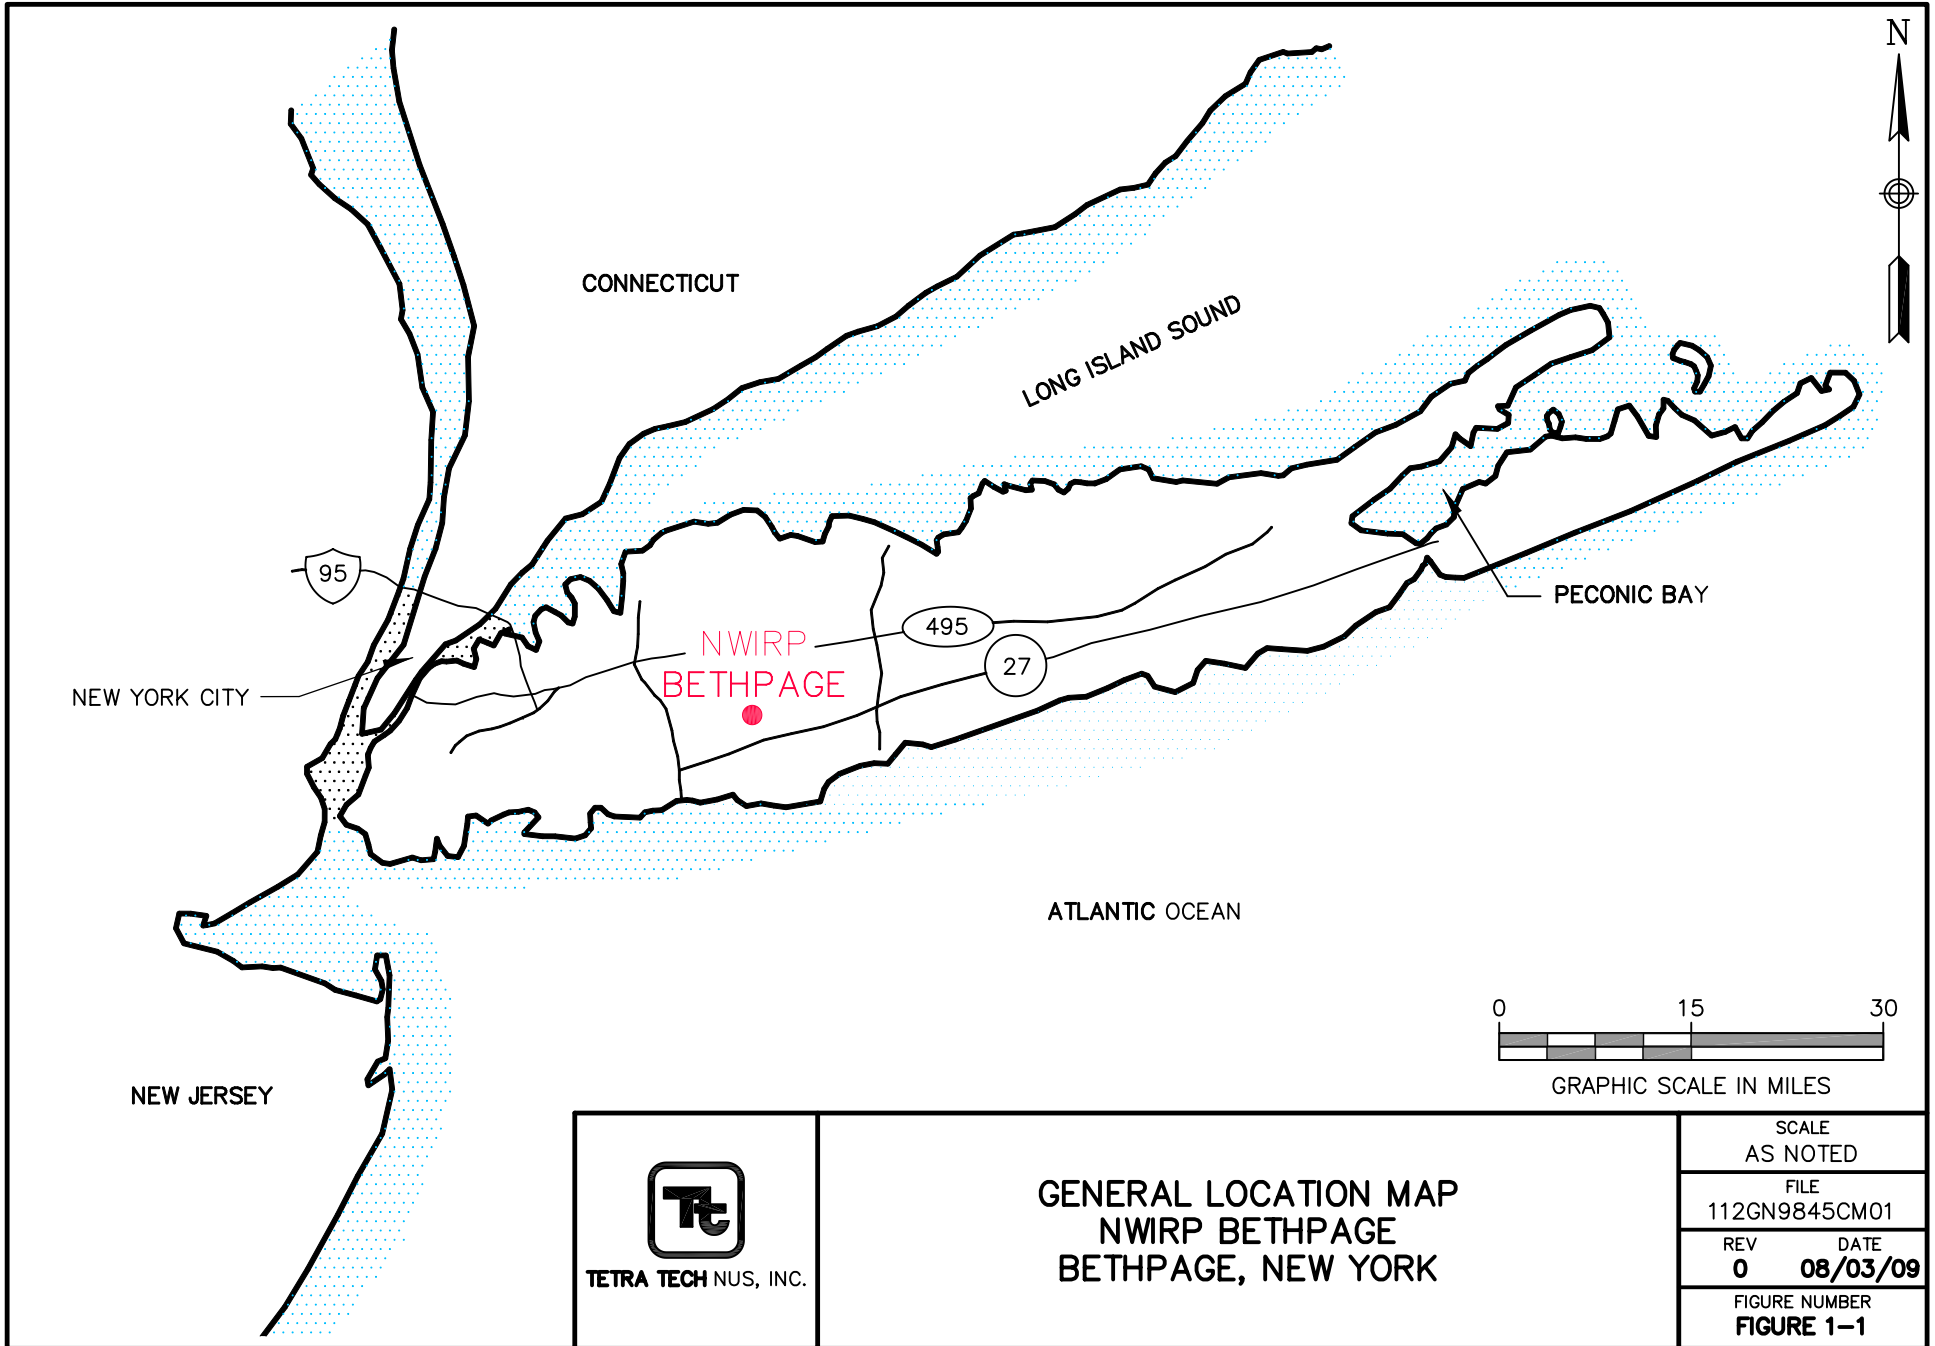 N
CONNECTICUT
LONG ISLAND SOUND
95
495
NWIRP
BETHPAGE
27
PECONIC BAY
NEW YORK CITY
ATLANTIC OCEAN
0 15 30
GRAPHIC SCALE IN MILES
NEW JERSEY
TETRA TECH NUS, INC.
GENERAL LOCATION MAP
NWIRP BETHPAGE
BETHPAGE, NEW YORK
SCALE
AS NOTED
FILE
112GN9845CM01
REV DATE
0 08/03/09
FIGURE NUMBER
FIGURE 1-1